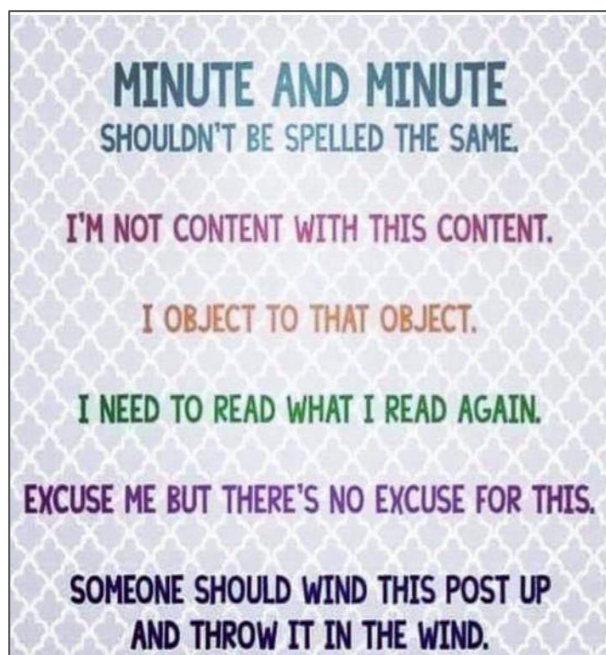 MINUTE AND MINUTE
SHOULDN'T BE SPELLED THE SAME.
I'M NOT CONTENT WITH THIS CONTENT.
I OBJECT TO THAT OBJECT.
I NEED TO READ WHAT I READ AGAIN.
EXCUSE ME BUT THERE'S NO EXCUSE FOR THIS.
SOMEONE SHOULD WIND THIS POST UP
AND THROW IT IN THE WIND.